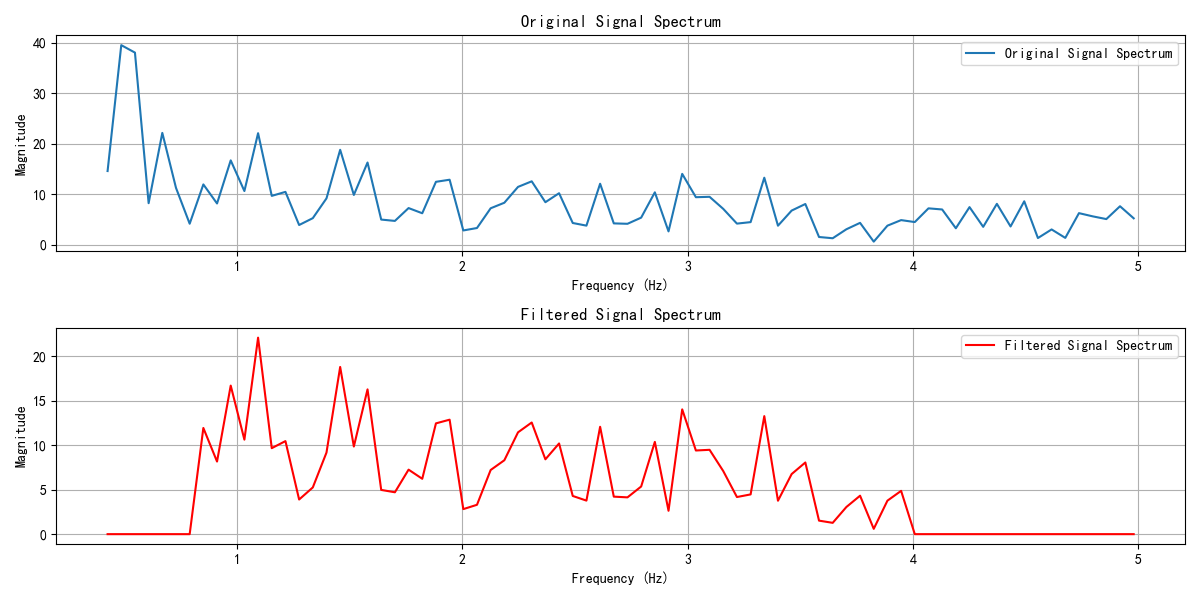 Original Signal Spectrum
Original Signal Spectrum
40
30
20
10
0
Magnitude
1 2 3 4 5
Frequency (Hz)
Filtered Signal Spectrum
Filtered Signal Spectrum
20
15
10
5
0
Magnitude
1 2 3 4 5
Frequency (Hz)